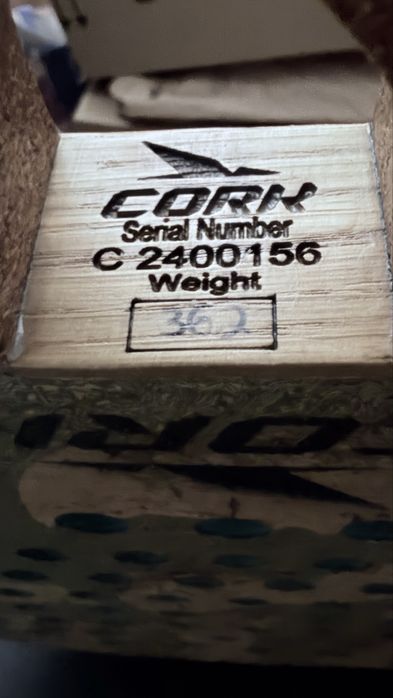 CORK
Serial Number
C 2400156
Weight
362